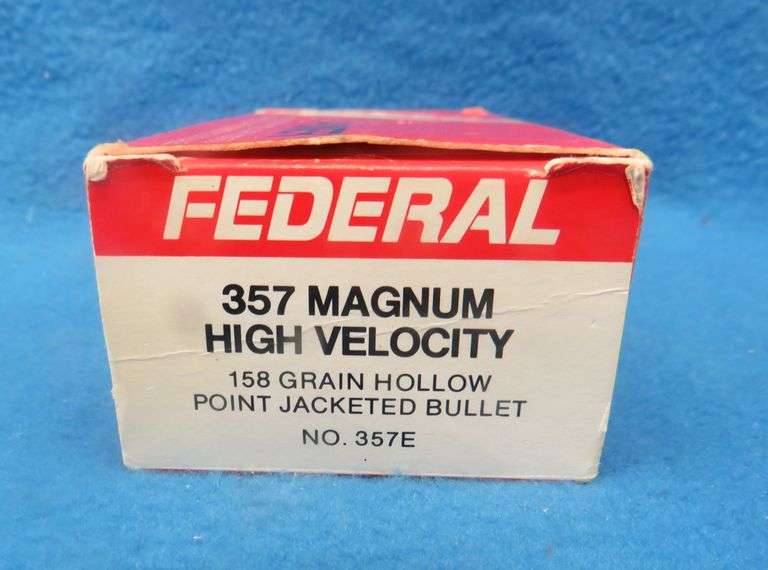 FEDERAL
357 MAGNUM
HIGH VELOCITY
158 GRAIN HOLLOW
POINT JACKETED BULLET
NO. 357E